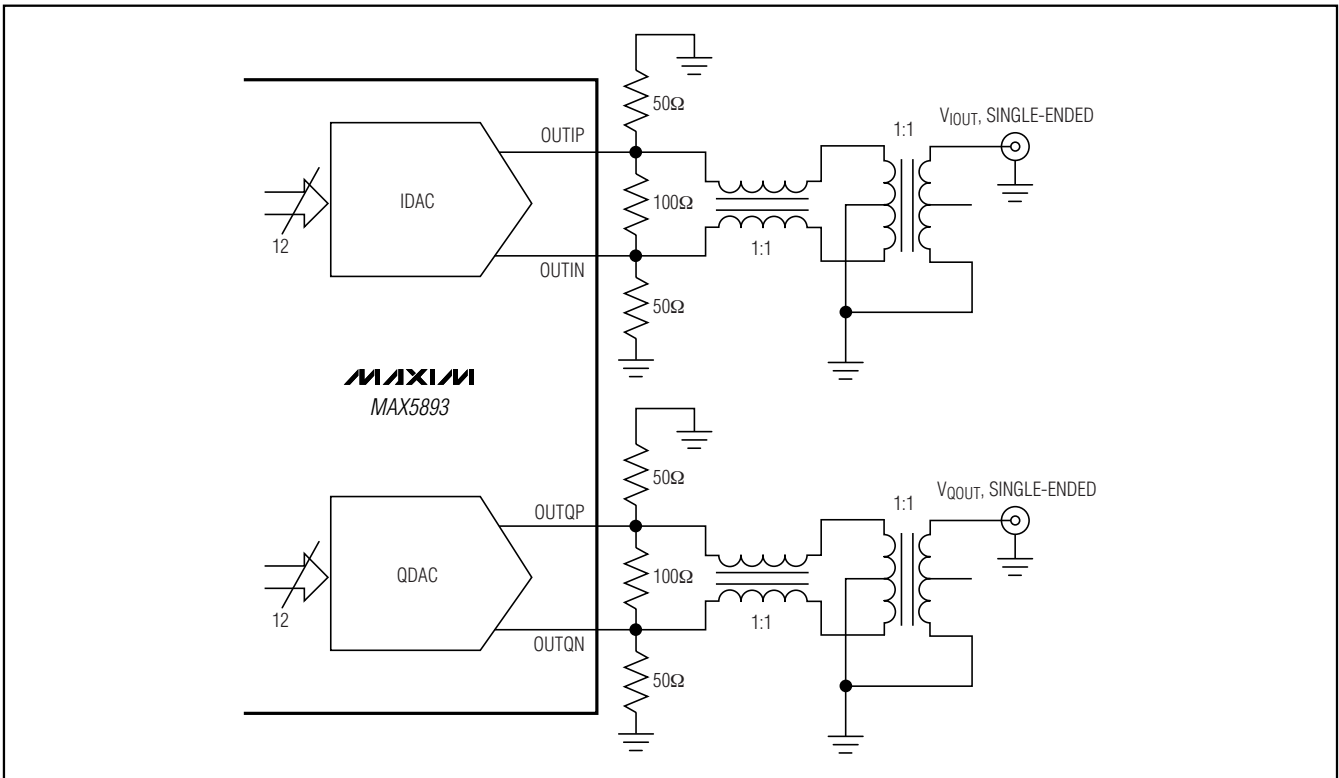 50Ω
V_IOUT, SINGLE-ENDED
1:1
OUTIP
IDAC
100Ω
12
1:1
OUTIN
50Ω
MAXIM
MAX5893
50Ω
V_QOUT, SINGLE-ENDED
1:1
OUTQP
QDAC
100Ω
12
1:1
OUTQN
50Ω